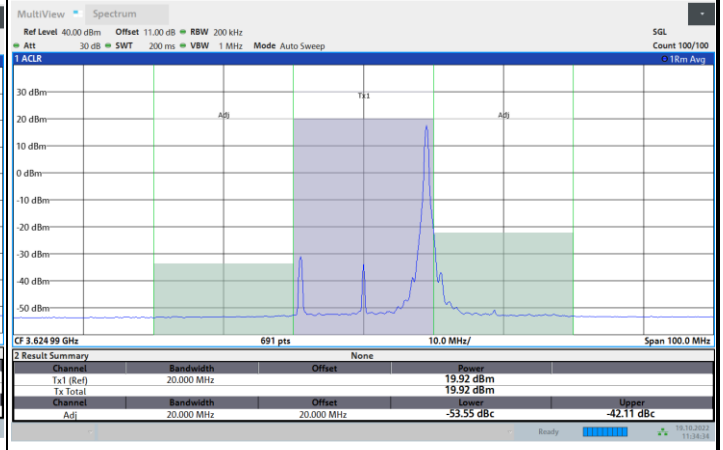 MultiView Spectrum
Ref Level 40.00 dBm Offset 11.00 dB RBW 200 kHz SGL
Att 30 dB SWT 200 ms VBW 1 MHz Mode Auto Sweep Count 100/100
1 ACLR 1Rm Avg
30 dBm
Tx1
20 dBm Adj Adj
10 dBm
0 dBm
-10 dBm
-20 dBm
-30 dBm
-40 dBm
-50 dBm
CF 3.624 99 GHz 691 pts 10.0 MHz/ Span 100.0 MHz
2 Result Summary None
Channel Bandwidth Offset Power
Tx1 (Ref) 20.000 MHz 19.92 dBm
Tx Total 19.92 dBm
Channel Bandwidth Offset Lower Upper
Adj 20.000 MHz 20.000 MHz -53.55 dBc -42.11 dBc
Ready 19.10.2022
11:34:34